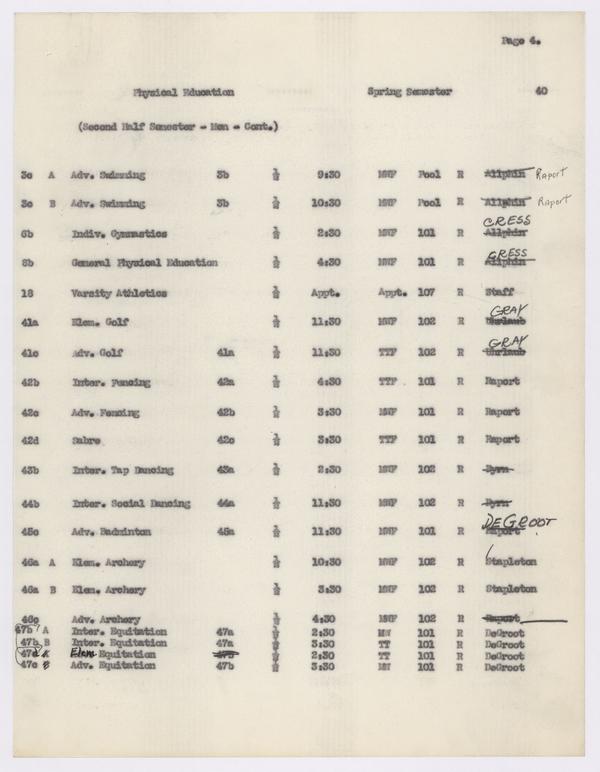 Page 4.
Physical Education Spring Semester 40
(Second Half Semester - Men - Cont.)
3c A Adv. Swimming 3b ½ 9:30 MWF Pool R Allphin Raport
3c B Adv. Swimming 3b ½ 10:30 MWF Pool R Allphin Raport
CRESS
6b Indiv. Gymnastics ½ 2:30 MWF 101 R Allphin
CRESS
8b General Physical Education ½ 4:30 MWF 101 R Allphin
18 Varsity Athletics ½ Appt. Appt. 107 R Staff
GRAY
41a Elem. Golf ½ 11:30 MWF 102 R Uhrlaub
GRAY
41c Adv. Golf 41a ½ 11:30 TTF 102 R Uhrlaub
42b Inter. Fencing 42a ½ 4:30 TTF 101 R Raport
42c Adv. Fencing 42b ½ 3:30 MWF 101 R Raport
42d Sabre 42c ½ 3:30 TTF 101 R Raport
43b Inter. Tap Dancing 43a ½ 2:30 MWF 102 R Byrn
44b Inter. Social Dancing 44a ½ 11:30 MWF 102 R Byrn
DEGROOT
45c Adv. Badminton 45a ½ 11:30 MWF 101 R Raport
46a A Elem. Archery ½ 10:30 MWF 102 R Stapleton
46a B Elem. Archery ½ 3:30 MWF 102 R Stapleton
46c Adv. Archery ½ 4:30 MWF 102 R Raport
47b A Inter. Equitation 47a ½ 2:30 MW 101 R DeGroot
47b B Inter. Equitation 47a ½ 3:30 TT 101 R DeGroot
47a Elem Equitation ½ 2:30 TT 101 R DeGroot
47c Adv. Equitation 47b ½ 3:30 MW 101 R DeGroot